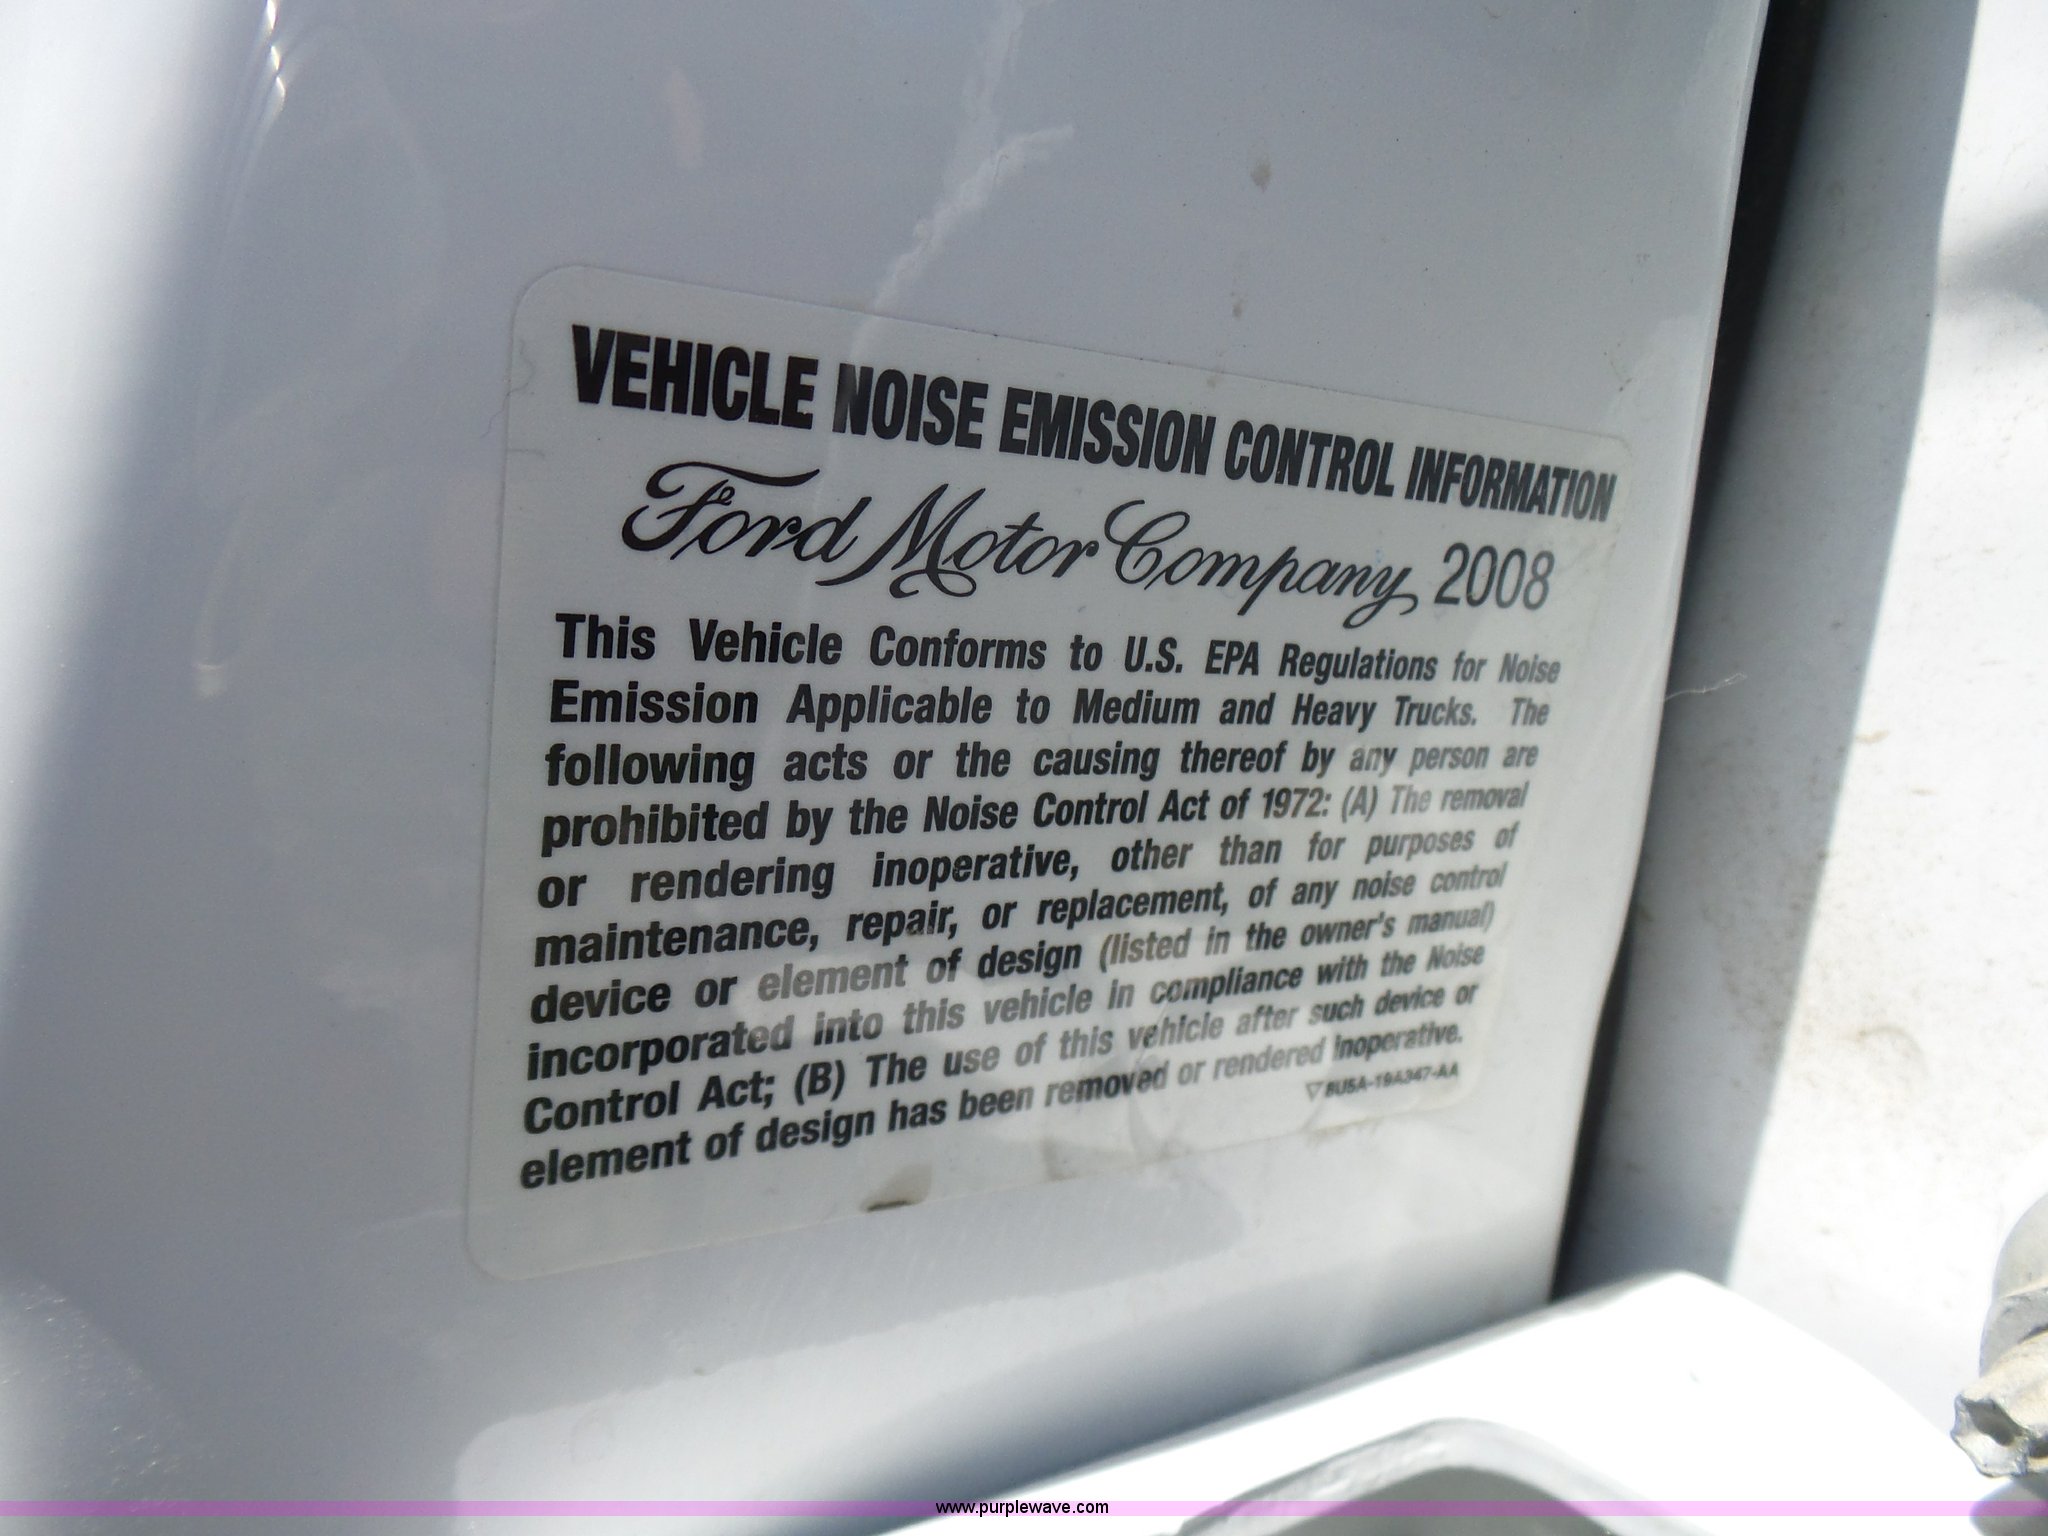 VEHICLE NOISE EMISSION CONTROL INFORMATION
Ford Motor Company 2008
This Vehicle Conforms to U.S. EPA Regulations for Noise
Emission Applicable to Medium and Heavy Trucks. The
following acts or the causing thereof by any person are
prohibited by the Noise Control Act of 1972: (A) The removal
or rendering inoperative, other than for purposes of
maintenance, repair, or replacement, of any noise control
device or element of design (listed in the owner's manual)
incorporated into this vehicle in compliance with the Noise
Control Act; (B) The use of this vehicle after such device or
element of design has been removed or rendered inoperative.
8U5A-19A347-AA
www.purplewave.com